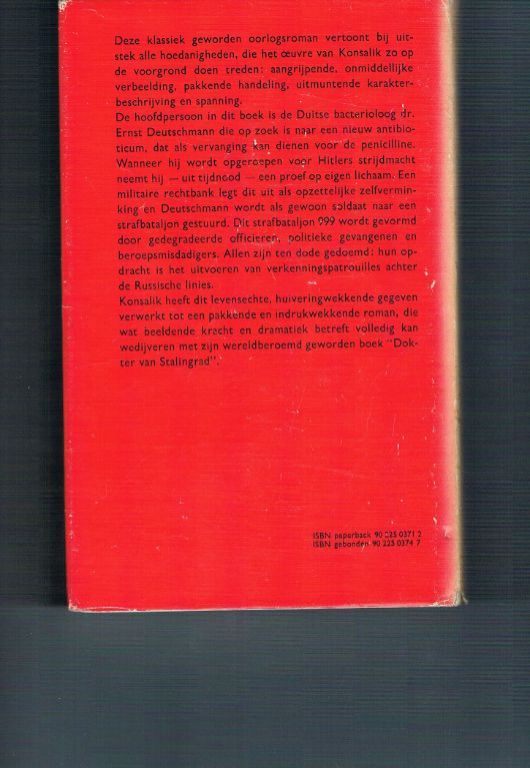 Deze klassiek geworden oorlogsroman vertoont bij uit-
stek alle hoedanigheden, die het œuvre van Konsalik zo op
de voorgrond doen treden: aangrijpende, onmiddellijke
verbeelding, pakkende handeling, uitmuntende karakter-
beschrijving en spanning.
De hoofdpersoon in dit boek is de Duitse bacterioloog dr.
Ernst Deutschmann die op zoek is naar een nieuw antibio-
ticum, dat als vervanging kan dienen voor de penicilline.
Wanneer hij wordt opgeroepen voor Hitlers strijdmacht
neemt hij — uit tijdnood — een proef op eigen lichaam. Een
militaire rechtbank legt dit uit als opzettelijke zelfvermin-
king en Deutschmann wordt als gewoon soldaat naar een
strafbataljon gestuurd. Dit strafbataljon 999 wordt gevormd
door gedegradeerde officieren, politieke gevangenen en
beroepsmisdadigers. Allen zijn ten dode gedoemd: hun op-
dracht is het uitvoeren van verkenningspatrouilles achter
de Russische linies.
Konsalik heeft dit levensechte, huiveringwekkende gegeven
verwerkt tot een pakkende en indrukwekkende roman, die
wat beeldende kracht en dramatiek betreft volledig kan
wedijveren met zijn wereldberoemd geworden boek "Dok-
ter van Stalingrad".
ISBN paperback 90 225 0371 2
ISBN gebonden 90 225 0374 7